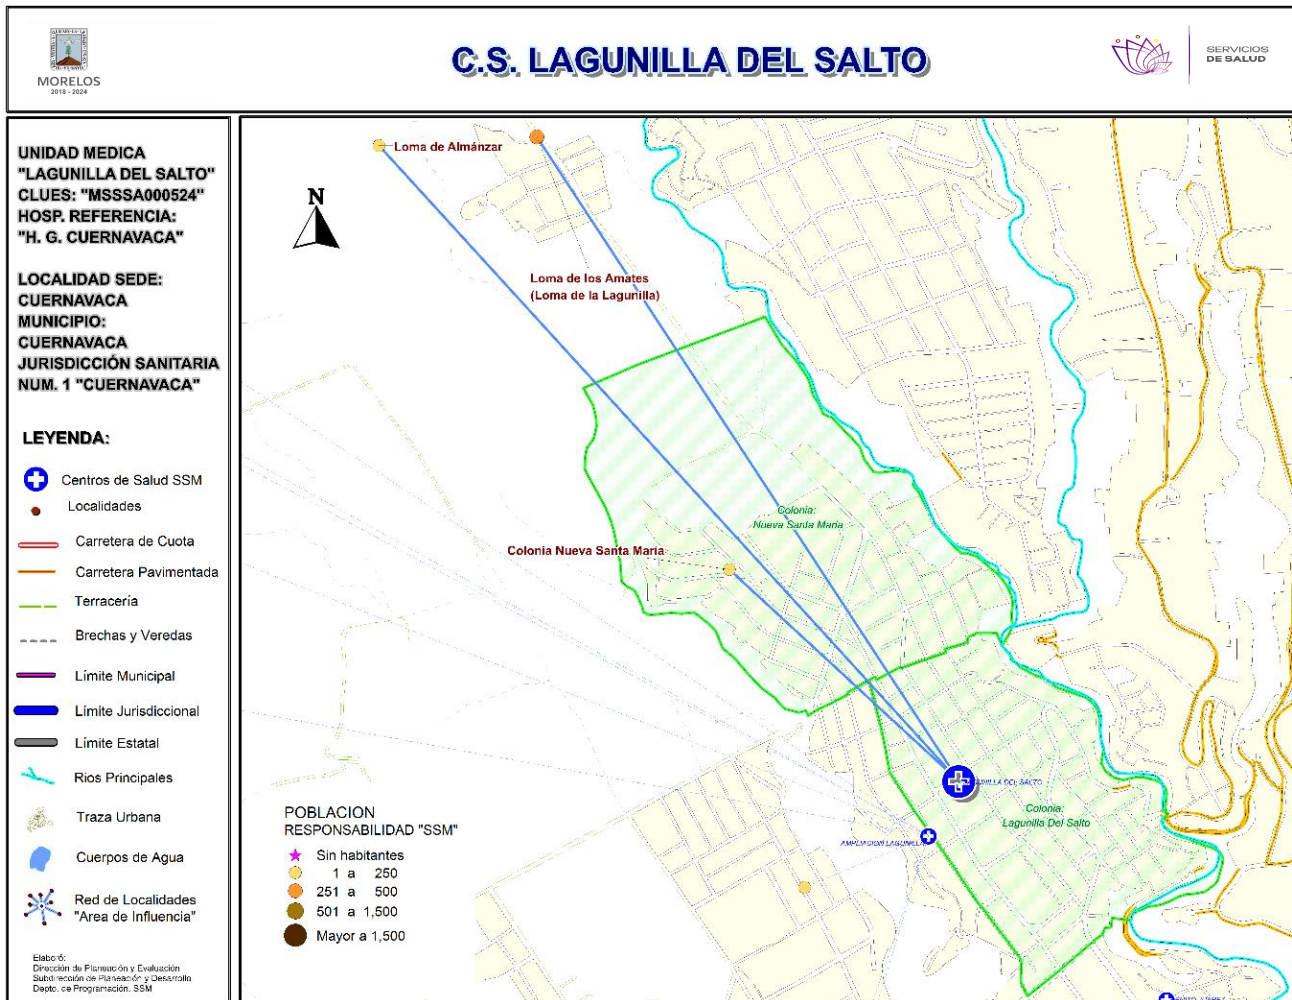 MORELOS
2018 - 2024
C.S. LAGUNILLA DEL SALTO
SERVICIOS
DE SALUD
UNIDAD MEDICA
"LAGUNILLA DEL SALTO"
CLUES: "MSSSA000524"
HOSP. REFERENCIA:
"H. G. CUERNAVACA"
LOCALIDAD SEDE:
CUERNAVACA
MUNICIPIO:
CUERNAVACA
JURISDICCIÓN SANITARIA
NUM. 1 "CUERNAVACA"
LEYENDA:
Centros de Salud SSM
Localidades
Carretera de Cuota
Carretera Pavimentada
Terracería
Brechas y Veredas
Límite Municipal
Límite Jurisdiccional
Límite Estatal
Rios Principales
Traza Urbana
Cuerpos de Agua
Red de Localidades
"Area de Influencia"
Elaboró:
Dirección de Planeación y Evaluación
Subdirección de Planeación y Desarrollo
Depto. de Programación. SSM
N
Loma de Almánzar
Loma de los Amates
(Loma de la Lagunilla)
Colonia:
Nueva Santa María
Colonia Nueva Santa María
DEL SALTO
Colonia:
Lagunilla Del Salto
AMPLIACION LAGUNILLA
POBLACION
RESPONSABILIDAD "SSM"
Sin habitantes
1 a 250
251 a 500
501 a 1,500
Mayor a 1,500